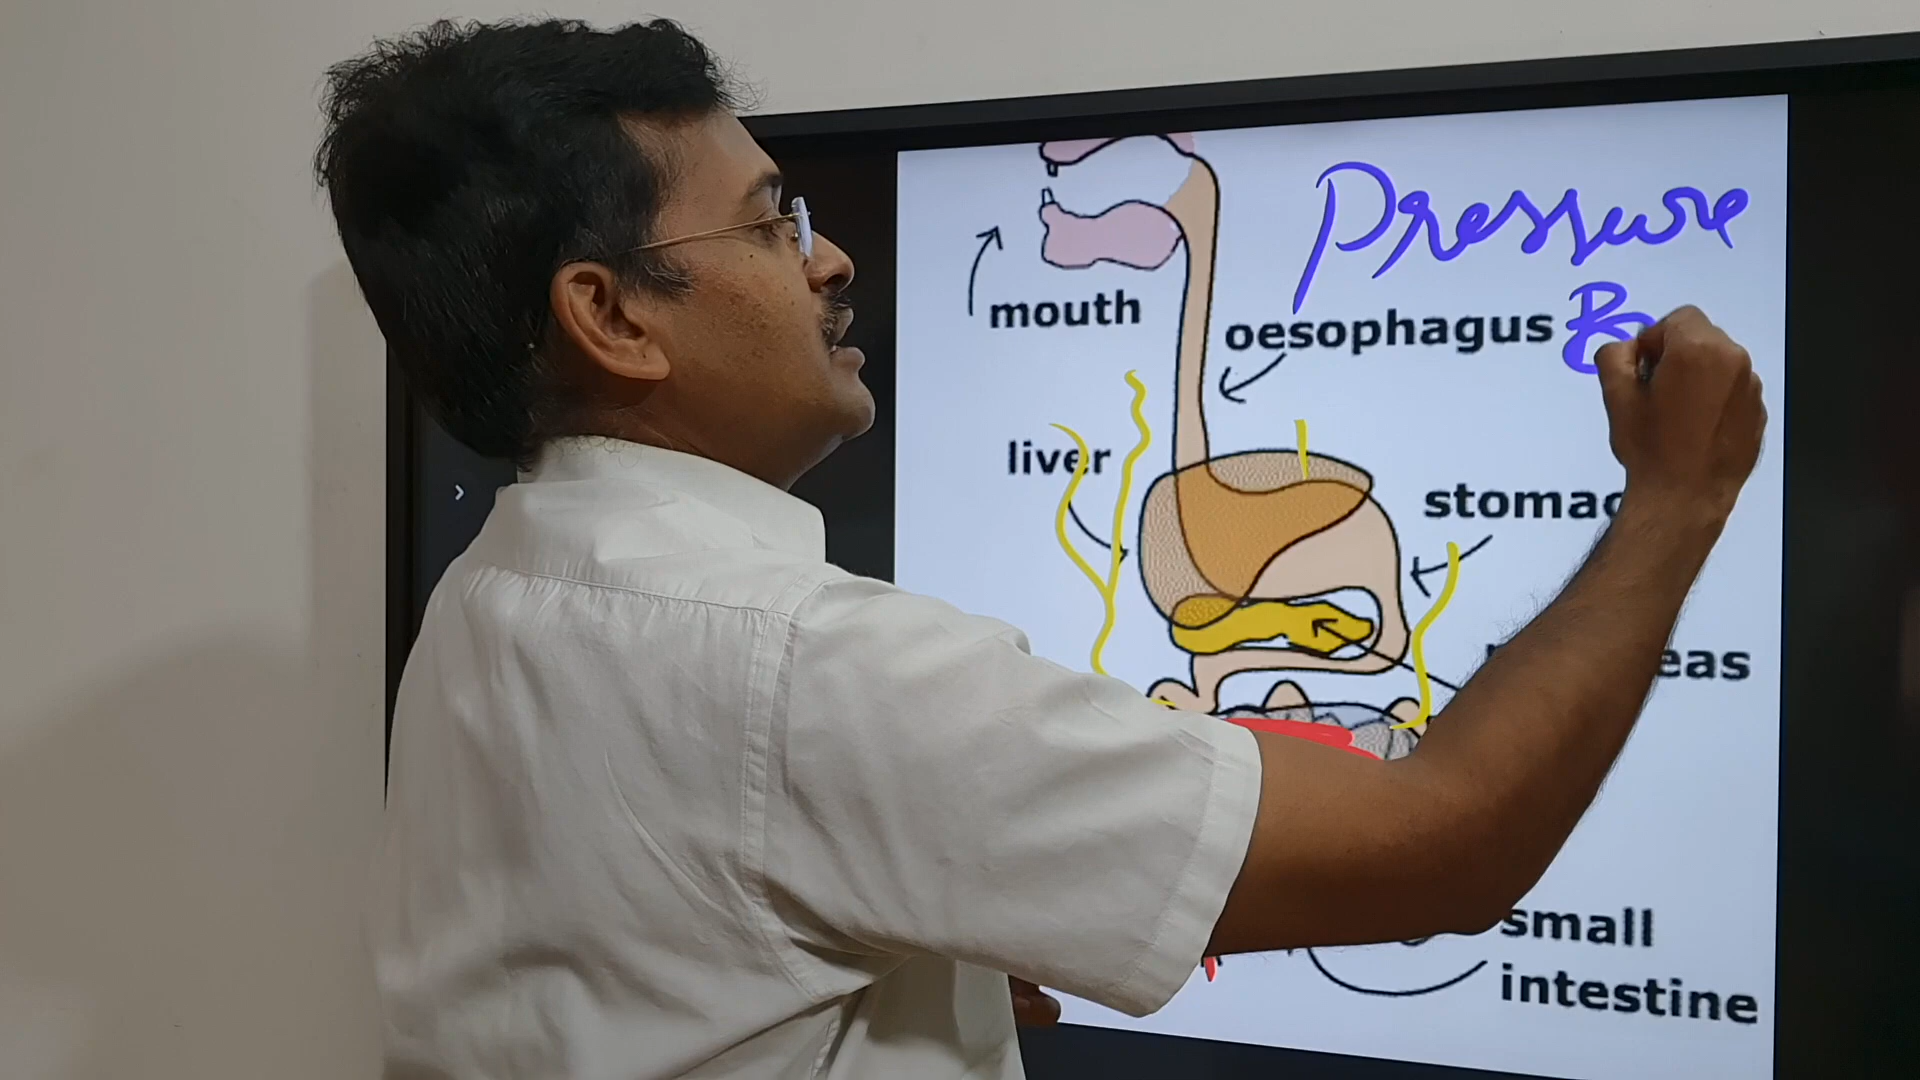 Pressure
mouth
oesophagus
liver
stomac
eas
small
intestine